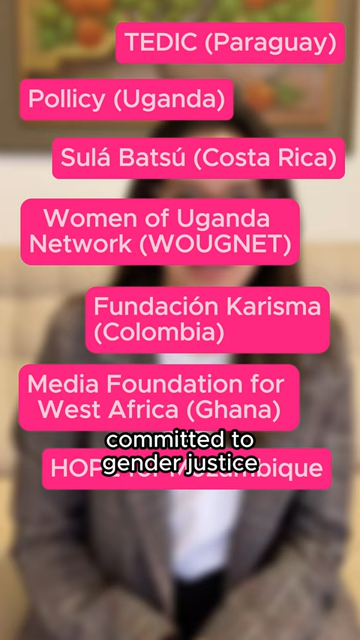 TEDIC (Paraguay)
Pollicy (Uganda)
Sulá Batsú (Costa Rica)
Women of Uganda
Network (WOUGNET)
Fundación Karisma
(Colombia)
Media Foundation for
West Africa (Ghana)
committed to
gender justice
Mozambique